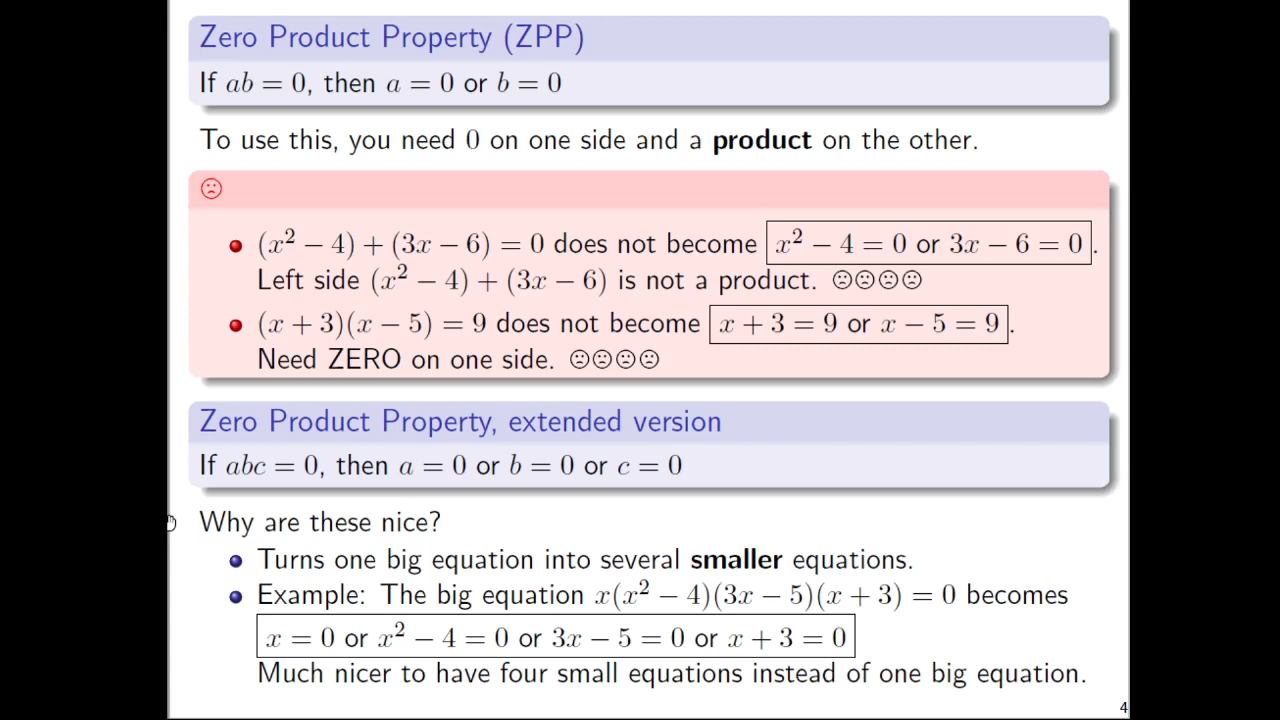 Zero Product Property (ZPP)
If ab = 0, then a = 0 or b = 0
To use this, you need 0 on one side and a product on the other.
☹
• (x² − 4) + (3x − 6) = 0 does not become x² − 4 = 0 or 3x − 6 = 0.
Left side (x² − 4) + (3x − 6) is not a product. ☹☹☹☹
• (x + 3)(x − 5) = 9 does not become x + 3 = 9 or x − 5 = 9.
Need ZERO on one side. ☹☹☹☹
Zero Product Property, extended version
If abc = 0, then a = 0 or b = 0 or c = 0
Why are these nice?
• Turns one big equation into several smaller equations.
• Example: The big equation x(x² − 4)(3x − 5)(x + 3) = 0 becomes
x = 0 or x² − 4 = 0 or 3x − 5 = 0 or x + 3 = 0
Much nicer to have four small equations instead of one big equation.
4